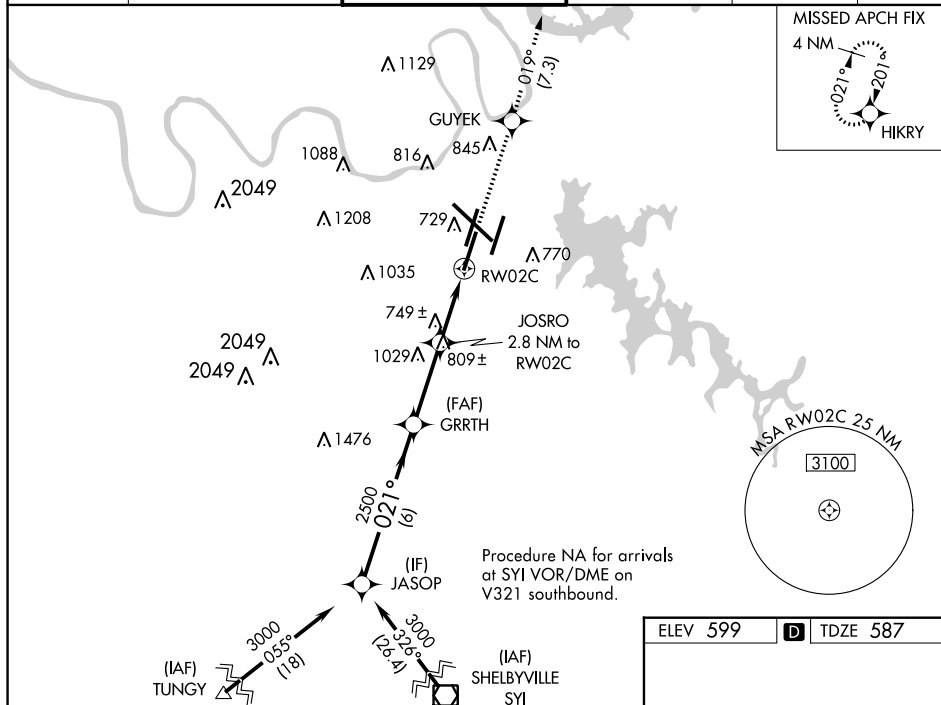 MISSED APCH FIX
4 NM
021°
201°
HIKRY
1129
019°
(7.3)
GUYEK
845
1088
816
2049
1208
729
770
1035
RW02C
749 ±
JOSRO
2.8 NM to
RW02C
2049
2049
1029
809 ±
(FAF)
GRRTH
1476
MSA RW02C 25 NM
3100
2500
021°
(6)
(IF)
JASOP
Procedure NA for arrivals
at SYI VOR/DME on
V321 southbound.
3000
055°
(18)
3000
326°
(26.4)
(IAF)
TUNGY
(IAF)
SHELBYVILLE
SYI
ELEV 599 D TDZE 587